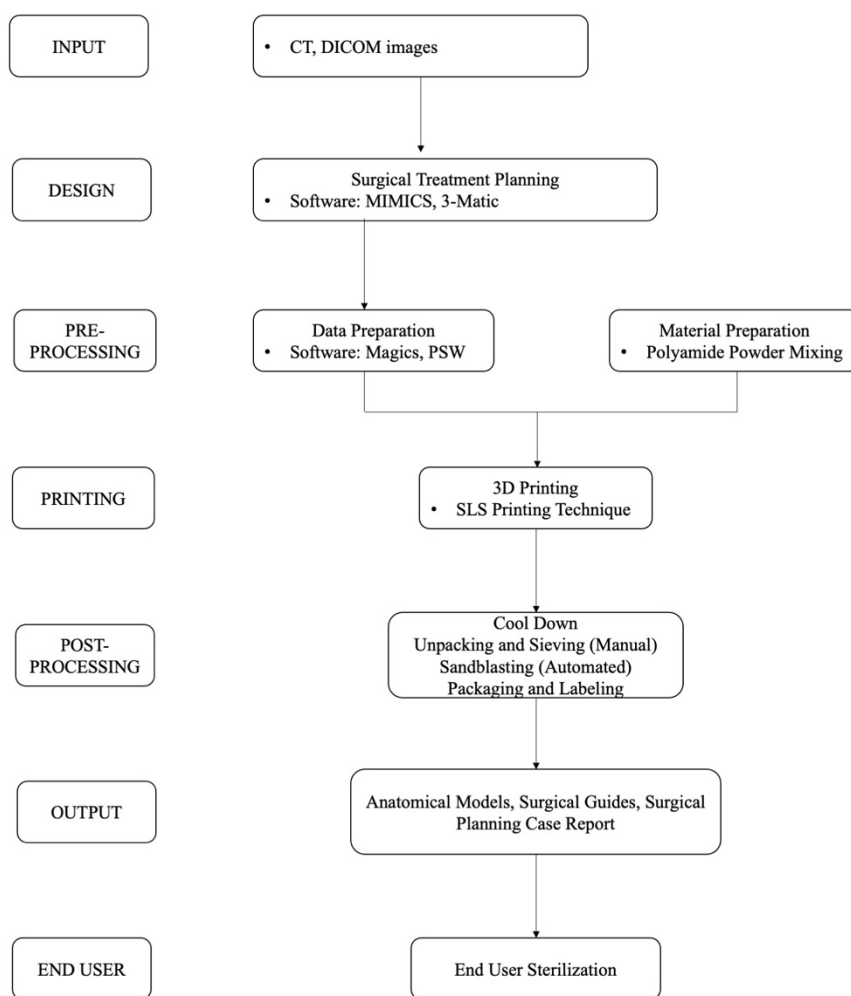 INPUT
• CT, DICOM images
DESIGN
Surgical Treatment Planning
• Software: MIMICS, 3-Matic
PRE-
PROCESSING
Data Preparation
• Software: Magics, PSW
Material Preparation
• Polyamide Powder Mixing
PRINTING
3D Printing
• SLS Printing Technique
POST-
PROCESSING
Cool Down
Unpacking and Sieving (Manual)
Sandblasting (Automated)
Packaging and Labeling
OUTPUT
Anatomical Models, Surgical Guides, Surgical
Planning Case Report
END USER
End User Sterilization